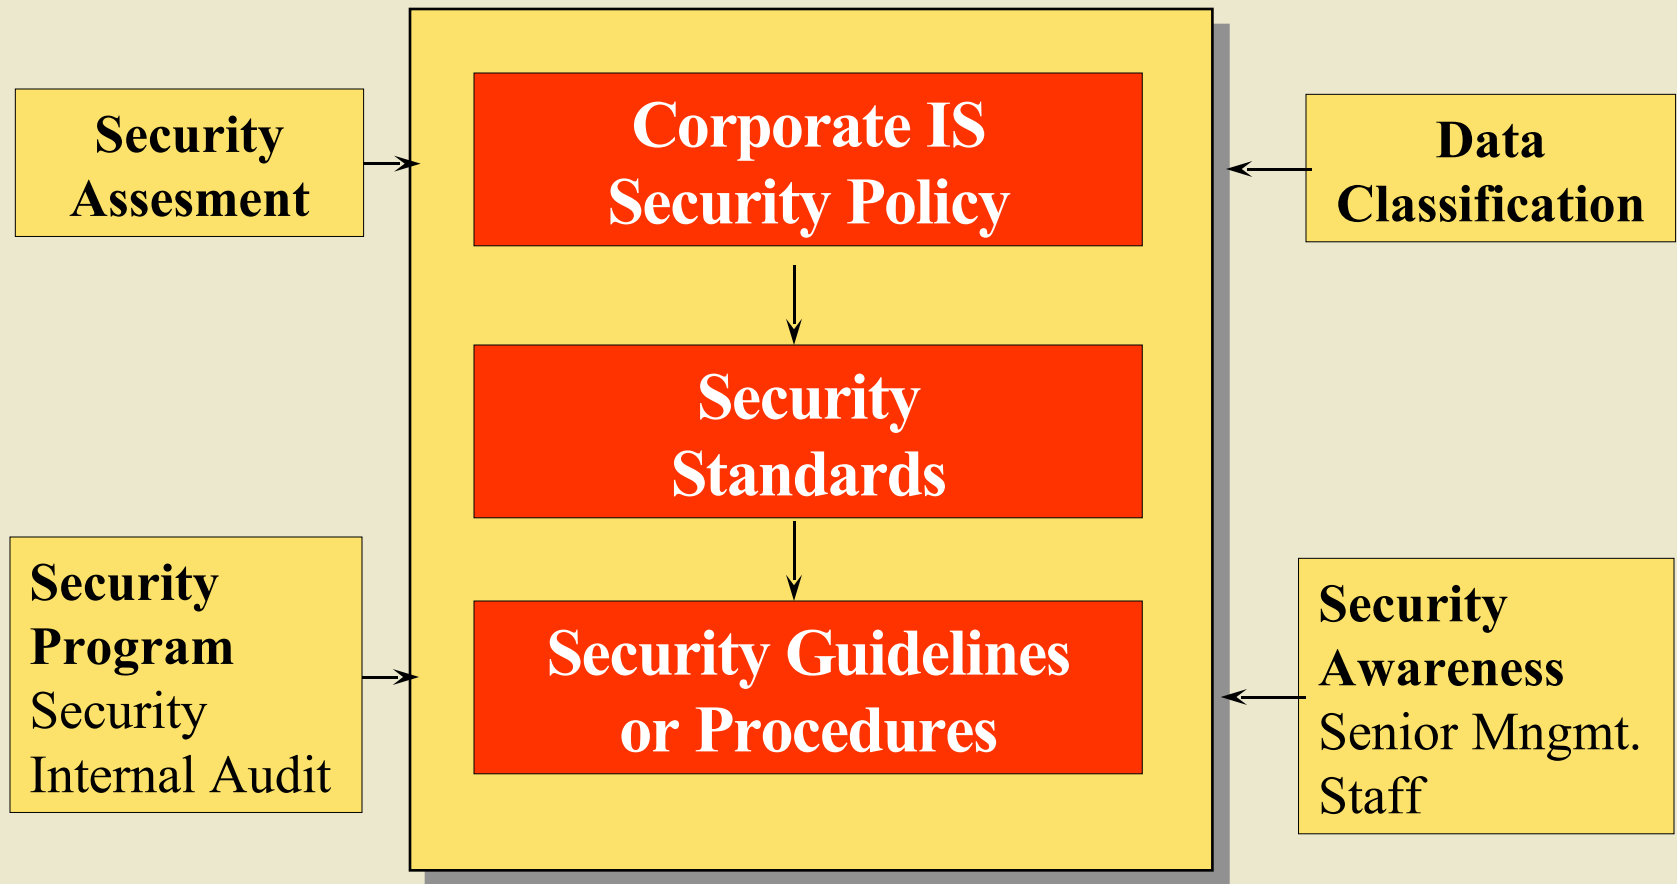 Security
Assesment
Corporate IS
Security Policy
Data
Classification
Security
Standards
Security
Program
Security
Internal Audit
Security Guidelines
or Procedures
Security
Awareness
Senior Mngmt.
Staff